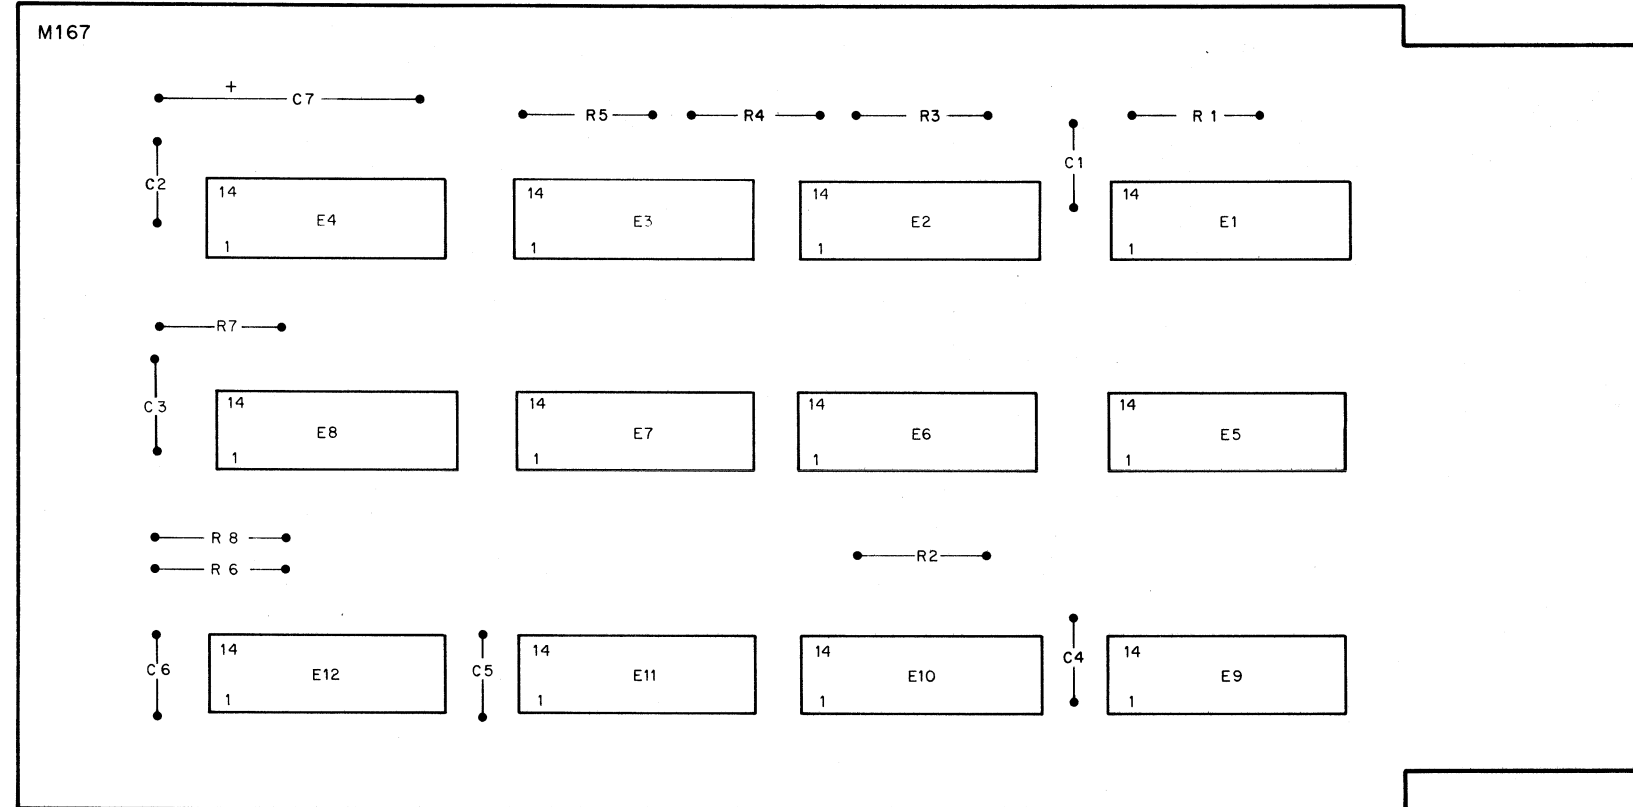 M167
+
C7
R5 R4 R3 R1
C1
C2
14 14 14 14
E4 E3 E2 E1
1 1 1 1
R7
C3
14 14 14 14
E8 E7 E6 E5
1 1 1 1
R8
R2
R6
C6 C5 C4
14 14 14 14
E12 E11 E10 E9
1 1 1 1